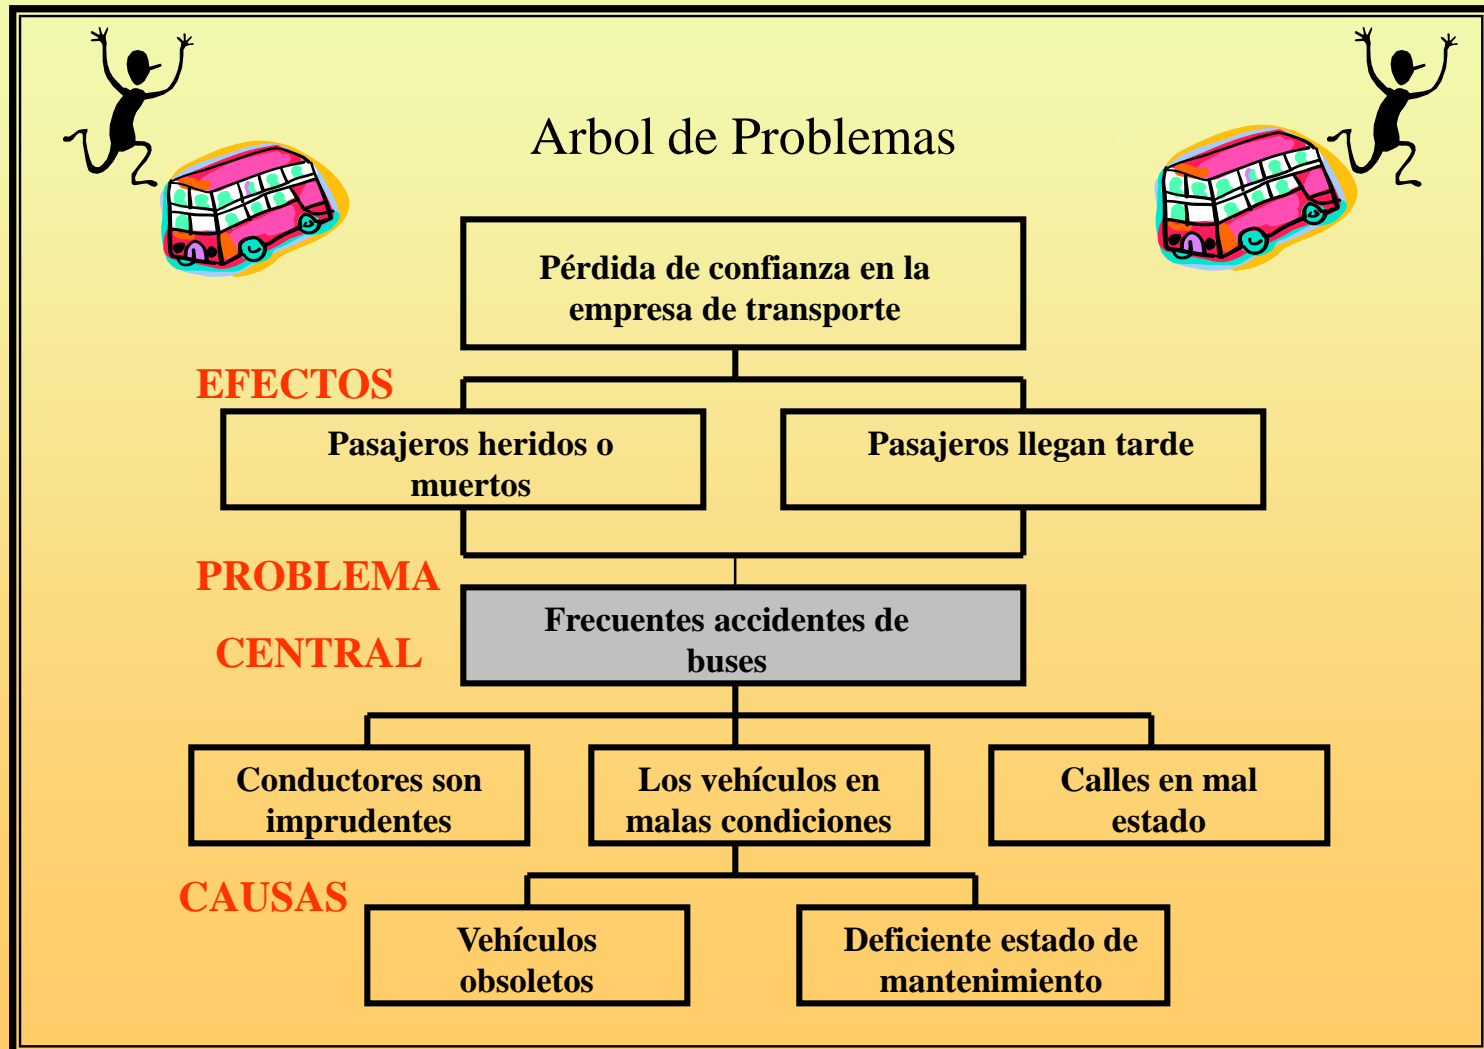 Arbol de Problemas
Pérdida de confianza en la
empresa de transporte
EFECTOS
Pasajeros heridos o
muertos
Pasajeros llegan tarde
PROBLEMA
CENTRAL
Frecuentes accidentes de
buses
Conductores son
imprudentes
Los vehículos en
malas condiciones
Calles en mal
estado
CAUSAS
Vehículos
obsoletos
Deficiente estado de
mantenimiento